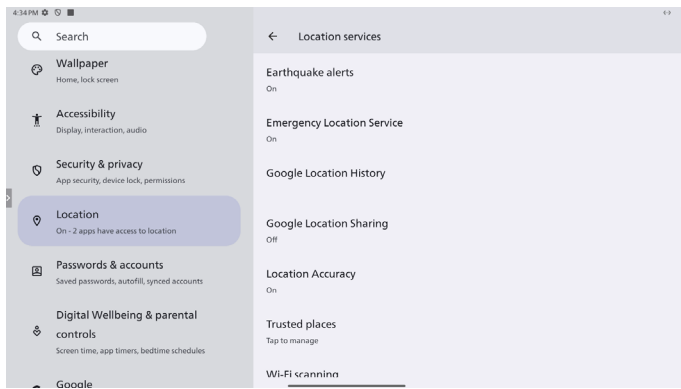 4:34 PM
Search
Wallpaper
Home, lock screen
Accessibility
Display, interaction, audio
Security & privacy
App security, device lock, permissions
Location
On - 2 apps have access to location
Passwords & accounts
Saved passwords, autofill, synced accounts
Digital Wellbeing & parental
controls
Screen time, app timers, bedtime schedules
Google
Location services
Earthquake alerts
On
Emergency Location Service
On
Google Location History
Google Location Sharing
Off
Location Accuracy
On
Trusted places
Tap to manage
Wi-Fi scanning